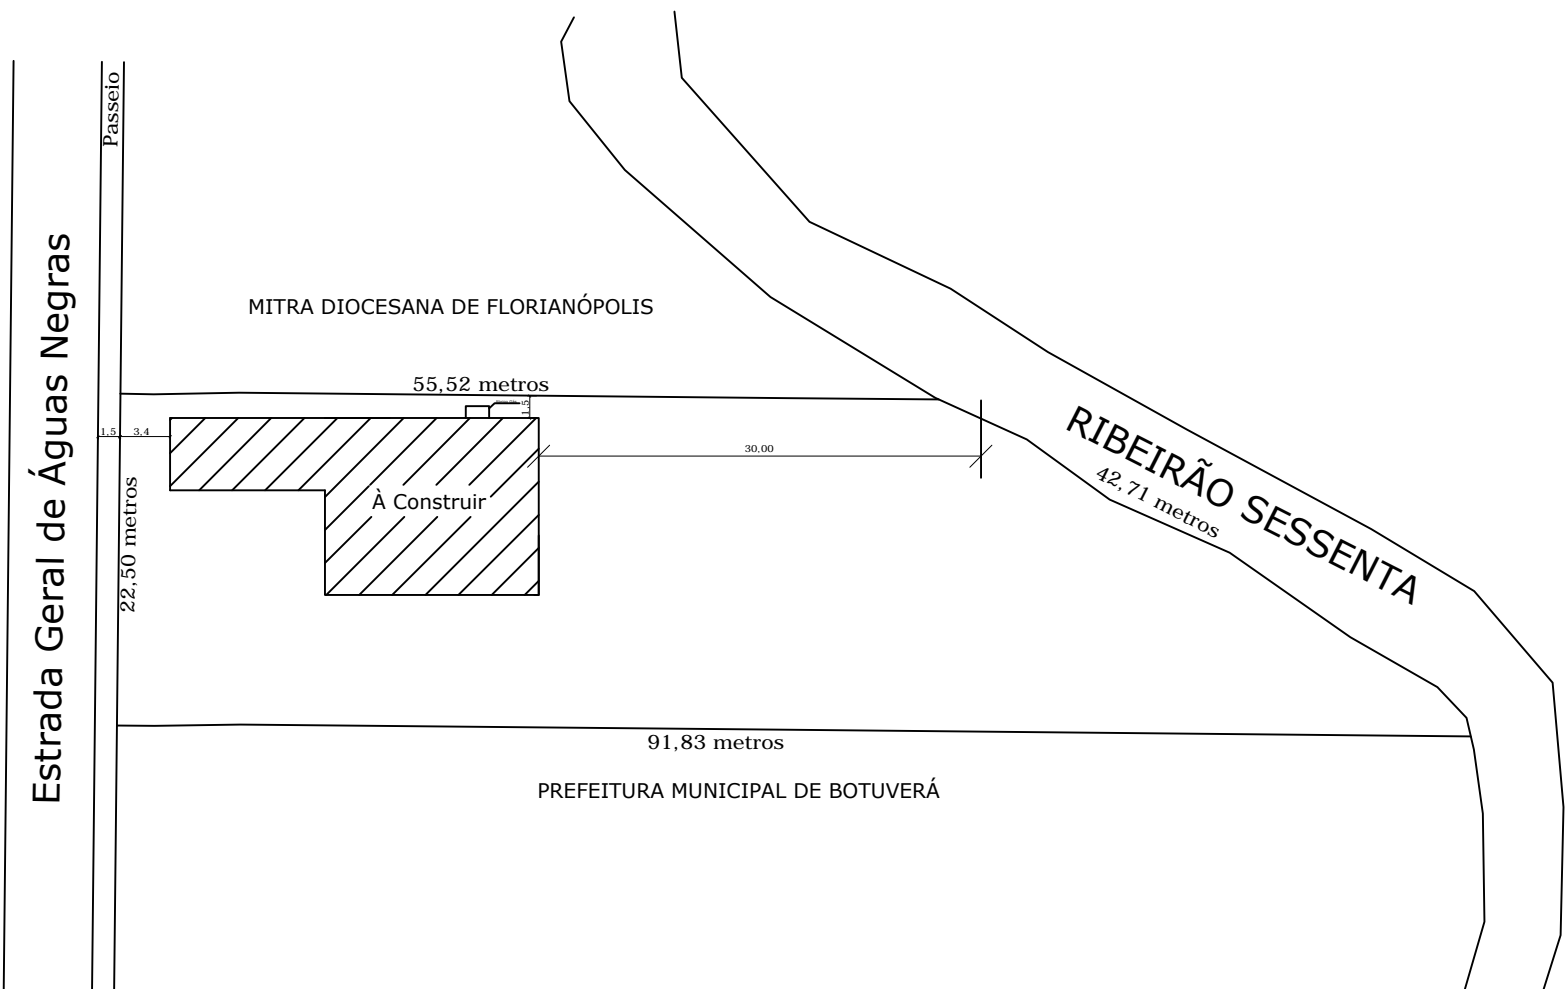 Passeio
Estrada Geral de Águas Negras
MITRA DIOCESANA DE FLORIANÓPOLIS
55,52 metros
1,5
1,5
3,4
30,00
À Construir
22,50 metros
RIBEIRÃO SESSENTA
42,71 metros
91,83 metros
PREFEITURA MUNICIPAL DE BOTUVERÁ